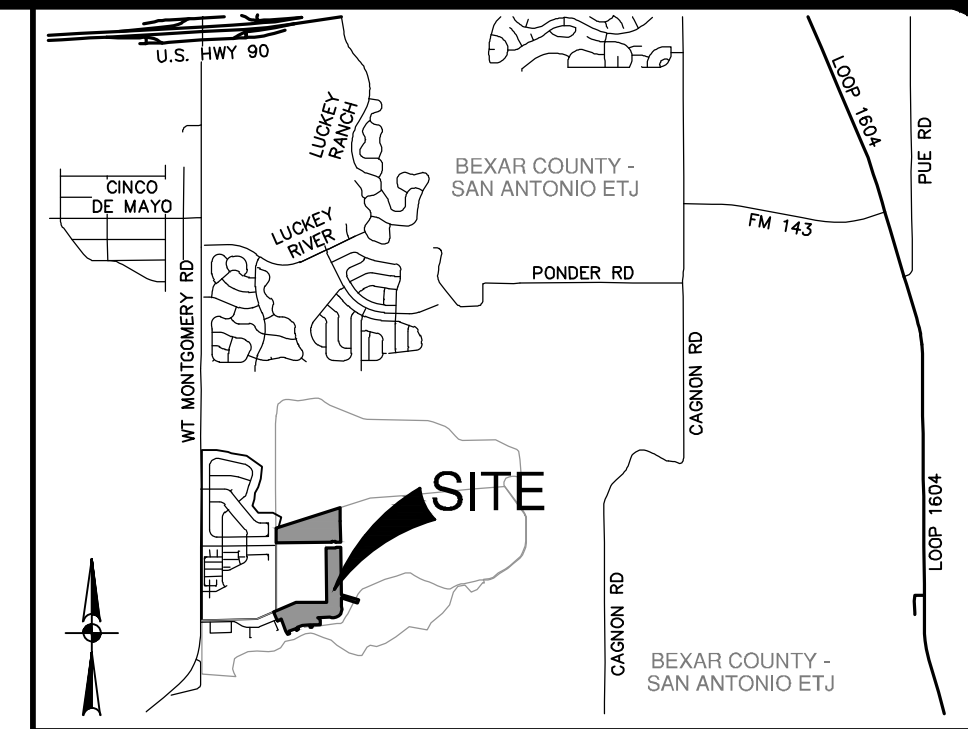 U.S. HWY 90
LUCKEY
RANCH
LOOP 1604
PUE RD
BEXAR COUNTY -
SAN ANTONIO ETJ
CINCO
DE MAYO
LUCKEY
RIVER
FM 143
PONDER RD
WT MONTGOMERY RD
CAGNON RD
SITE
LOOP 1604
CAGNON RD
BEXAR COUNTY -
SAN ANTONIO ETJ